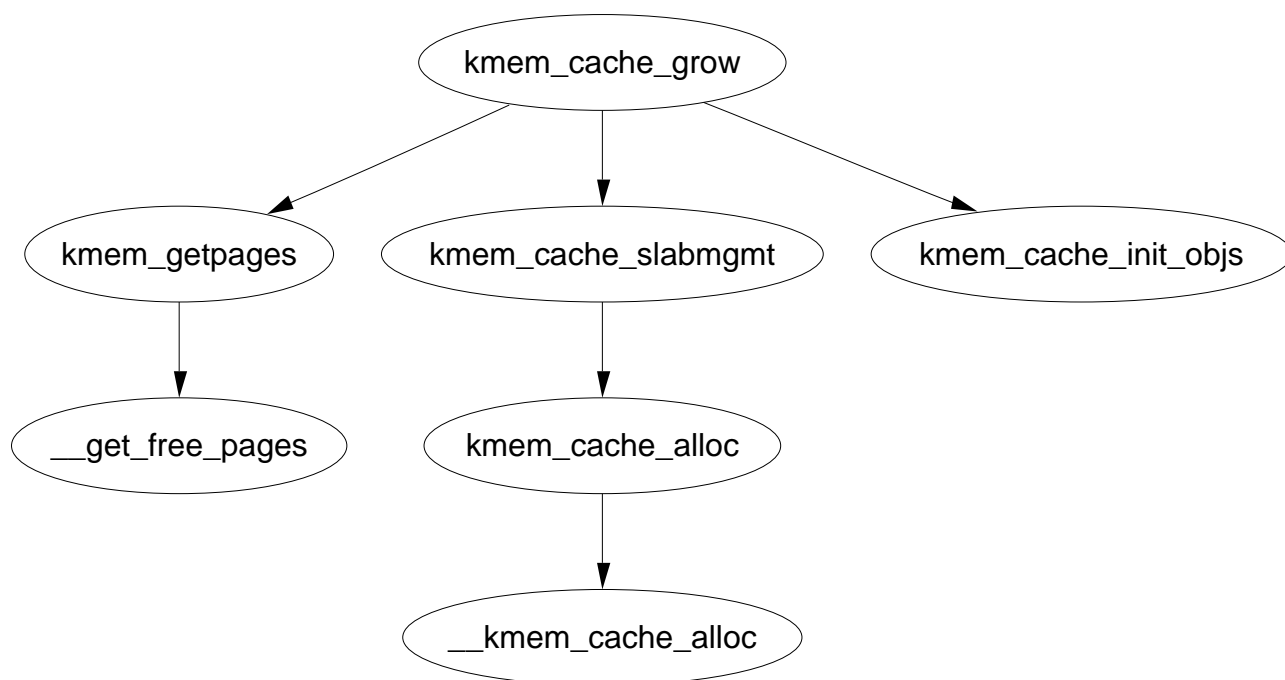 kmem_cache_grow
kmem_getpages
kmem_cache_slabmgmt
kmem_cache_init_objs
__get_free_pages
kmem_cache_alloc
__kmem_cache_alloc